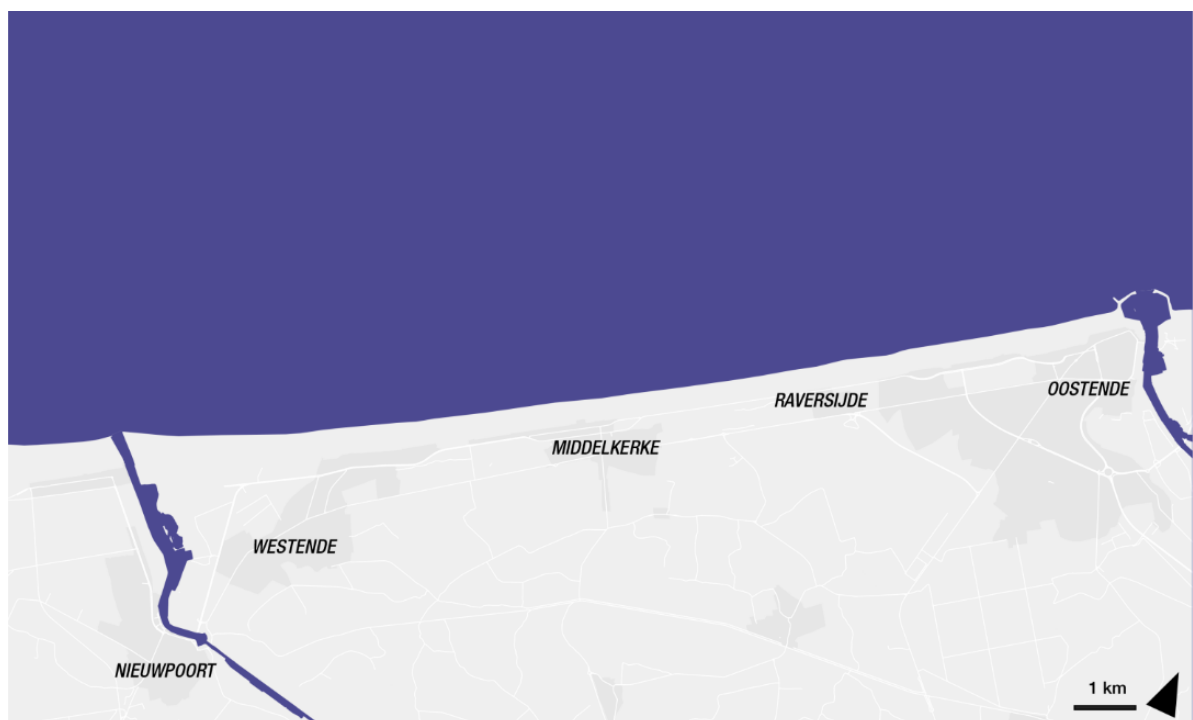 OOSTENDE
RAVERSIJDE
MIDDELKERKE
WESTENDE
NIEUWPOORT
1 km